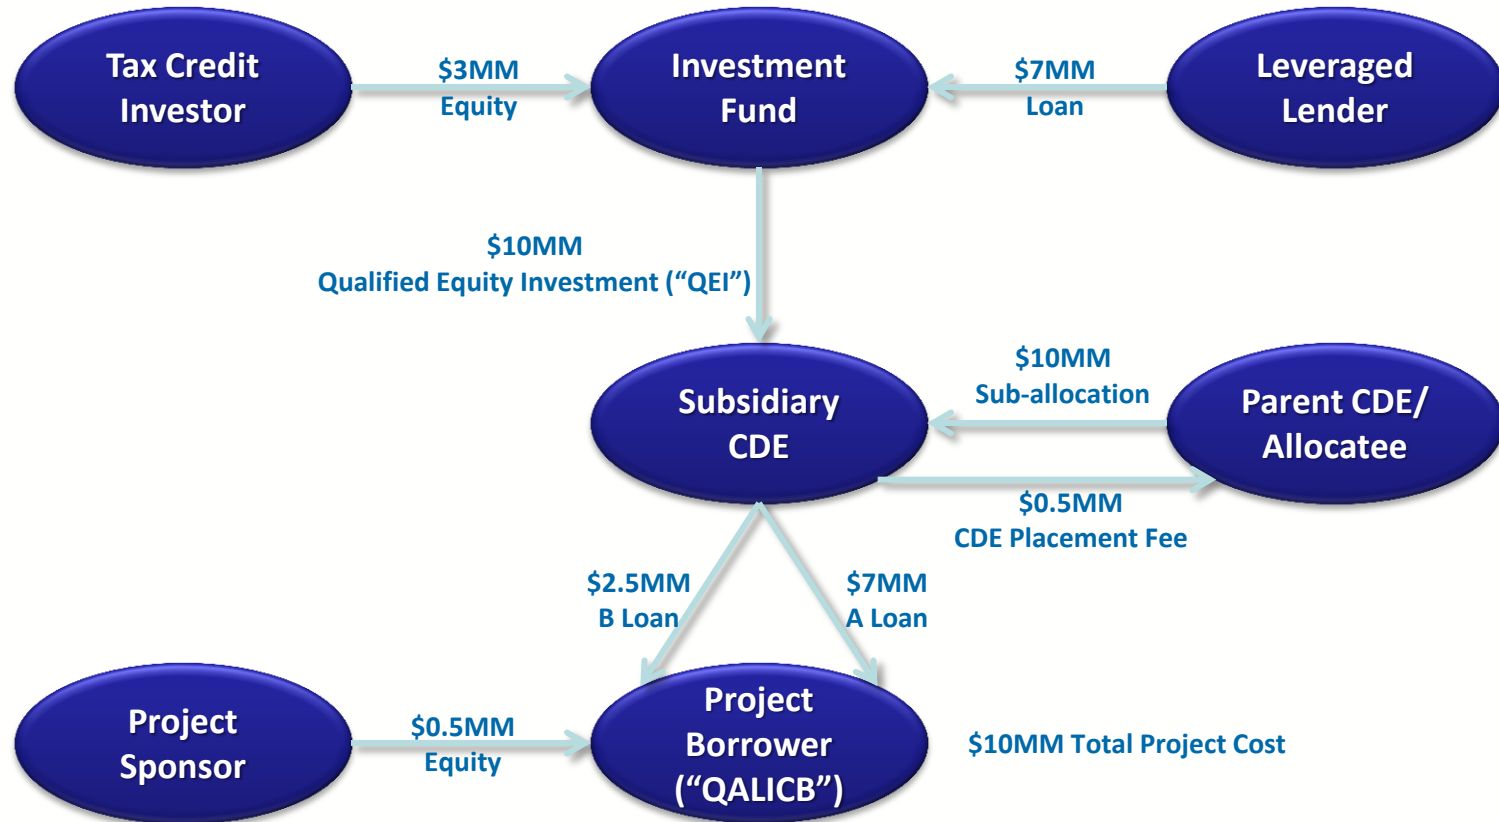 Tax Credit
Investor
$3MM
Equity
Investment
Fund
$7MM
Loan
Leveraged
Lender
$10MM
Qualified Equity Investment (“QEI”)
Subsidiary
CDE
$10MM
Sub-allocation
Parent CDE/
Allocatee
$0.5MM
CDE Placement Fee
$2.5MM
B Loan
$7MM
A Loan
Project
Sponsor
$0.5MM
Equity
Project
Borrower
(“QALICB”)
$10MM Total Project Cost